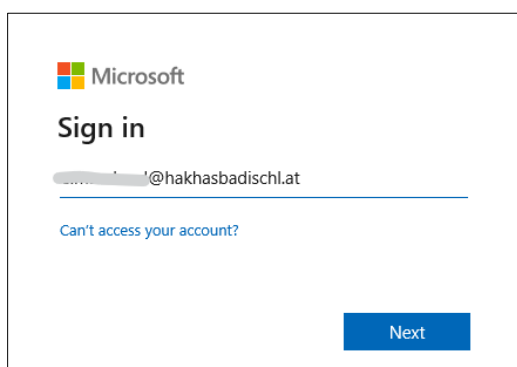 Microsoft
Sign in
@hakhasbadischl.at
Can't access your account?
Next